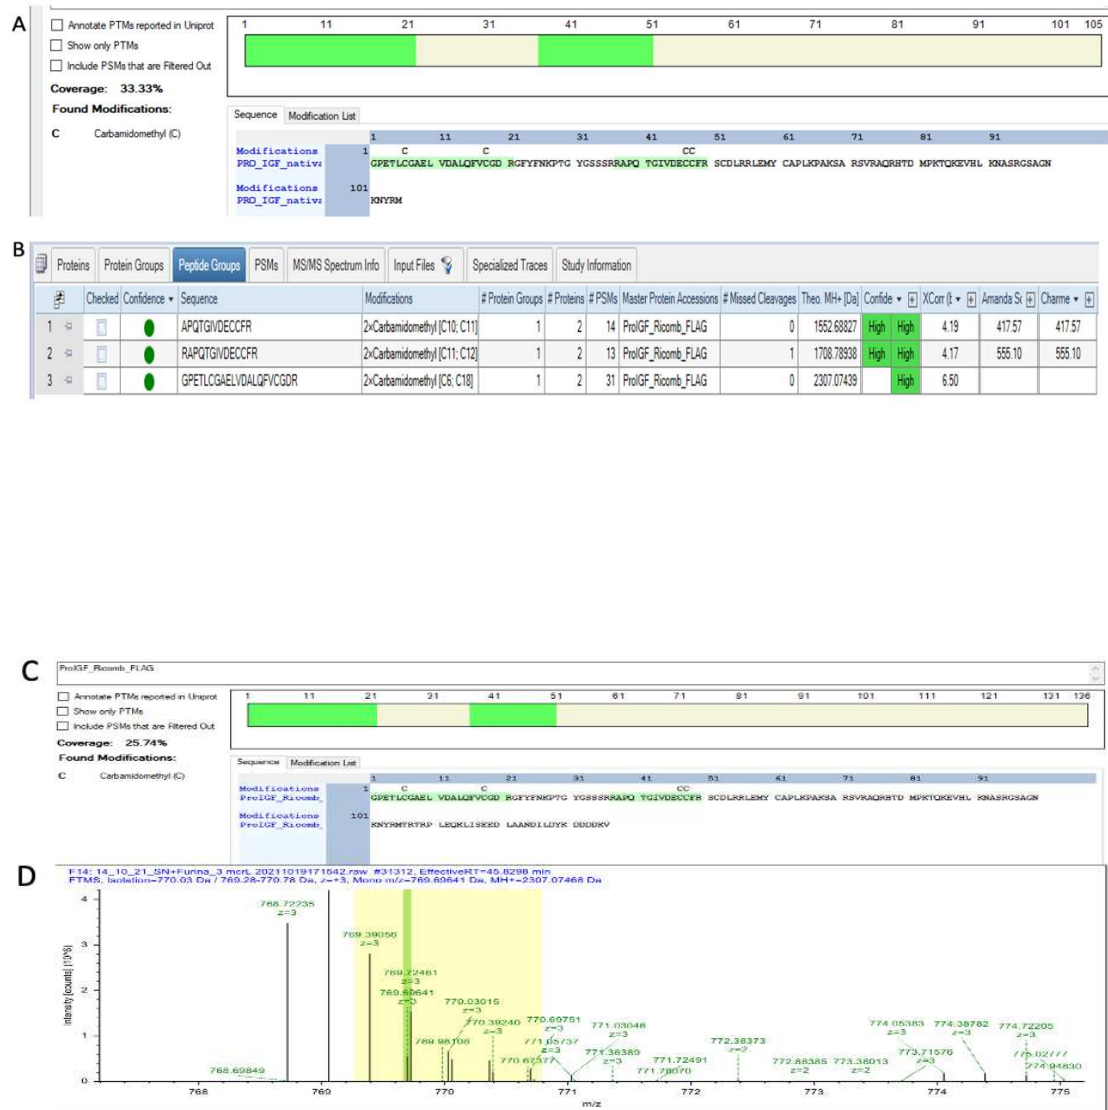 A
Annotate PTMs reported in Uniprot
Show only PTMs
Include PSMs that are Filtered Out
Coverage: 33.33%
Found Modifications:
C Carbamidomethyl (C)
1 11 21 31 41 51 61 71 81 91 101 105
Sequence Modification List
1 11 21 31 41 51 61 71 81 91
Modifications 1 C C CC
PRO_IGF_nativa GPETLCGAEL VDALQFVCGD RGFYFNKPTG YGSSSRRAPQ TGIVDECCFR SCDLRRLEMY CAPLKPAKSA RSVRAQRHTD MPKTQKEVHL KNASRGSAGN
Modifications 101
PRO_IGF_nativa KNYRM
B
Proteins Protein Groups Peptide Groups PSMs MS/MS Spectrum Info Input Files Specialized Traces Study Information
Checked Confidence Sequence Modifications # Protein Groups # Proteins # PSMs Master Protein Accessions # Missed Cleavages Theo. MH+ [Da] Confide XCorr (t Amanda Sc Charme
1 APQTGIVDECCFR 2×Carbamidomethyl [C10; C11] 1 2 14 ProIGF_Ricomb_FLAG 0 1552.68827 High High 4.19 417.57 417.57
2 RAPQTGIVDECCFR 2×Carbamidomethyl [C11; C12] 1 2 13 ProIGF_Ricomb_FLAG 1 1708.78938 High High 4.17 555.10 555.10
3 GPETLCGAELVDALQFVCGDR 2×Carbamidomethyl [C6; C18] 1 2 31 ProIGF_Ricomb_FLAG 0 2307.07439 High 6.50
C
ProIGF_Ricomb_FLAG
Annotate PTMs reported in Uniprot
Show only PTMs
Include PSMs that are Filtered Out
Coverage: 25.74%
Found Modifications:
C Carbamidomethyl (C)
1 11 21 31 41 51 61 71 81 91 101 111 121 131 136
Sequence Modification List
1 11 21 31 41 51 61 71 81 91
Modifications 1 C C CC
ProIGF_Ricomb_ GPETLCGAEL VDALQFVCGD RGFYFNKPTG YGSSSRRAPQ TGIVDECCFR SCDLRRLEMY CAPLKPAKSA RSVRAQRHTD MPKTQKEVHL KNASRGSAGN
Modifications 101
ProIGF_Ricomb_ KNYRMTRTRP LEQKLISEED LAANDILDYK DDDDKV
D
F14: 14_10_21_SN+Furina_3 mcrL 20211019171542.raw #31312, EffectiveRT=45.8298 min
FTMS, Isolation=770.03 Da / 769.28-770.78 Da, z=+3, Mono m/z=769.69641 Da, MH+=2307.07468 Da
Intensity [counts] (10^6)
4
3
2
1
0
768.72235
z=3
769.39056
z=3
769.72461
z=3
769.69641
z=3
770.03015
z=3
770.39240
z=3
770.69751
z=3
771.03046
z=3
771.05737
z=3
771.36389
z=3
769.98106
770.67377
768.69849
771.72491
771.78070
772.38373
z=2
772.88385
z=2
773.38013
z=2
774.05383
z=3
773.71576
z=3
774.38782
z=3
774.72205
z=3
775.02777
774.94830
768 769 770 771 772 773 774 775
m/z